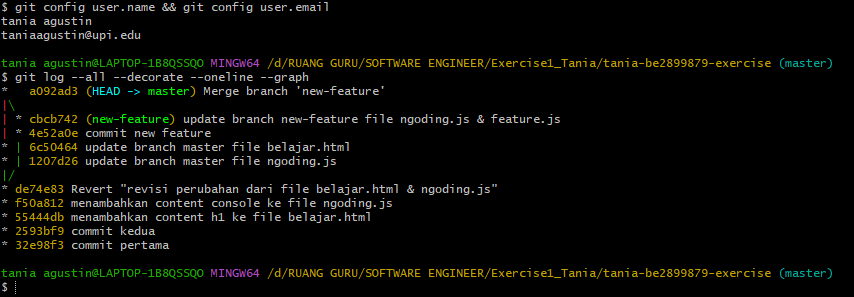 $ git config user.name && git config user.email
tania agustin
taniaagustin@upi.edu
tania agustin@LAPTOP-1B8QSSQO MINGW64 /d/RUANG GURU/SOFTWARE ENGINEER/Exercise1_Tania/tania-be2899879-exercise (master)
$ git log --all --decorate --oneline --graph
*   a092ad3 (HEAD -> master) Merge branch 'new-feature'
|\
| * cbcb742 (new-feature) update branch new-feature file ngoding.js & feature.js
| * 4e52a0e commit new feature
* | 6c50464 update branch master file belajar.html
* | 1207d26 update branch master file ngoding.js
|/
* de74e83 Revert "revisi perubahan dari file belajar.html & ngoding.js"
* f50a812 menambahkan content console ke file ngoding.js
* 55444db menambahkan content h1 ke file belajar.html
* 2593bf9 commit kedua
* 32e98f3 commit pertama
tania agustin@LAPTOP-1B8QSSQO MINGW64 /d/RUANG GURU/SOFTWARE ENGINEER/Exercise1_Tania/tania-be2899879-exercise (master)
$